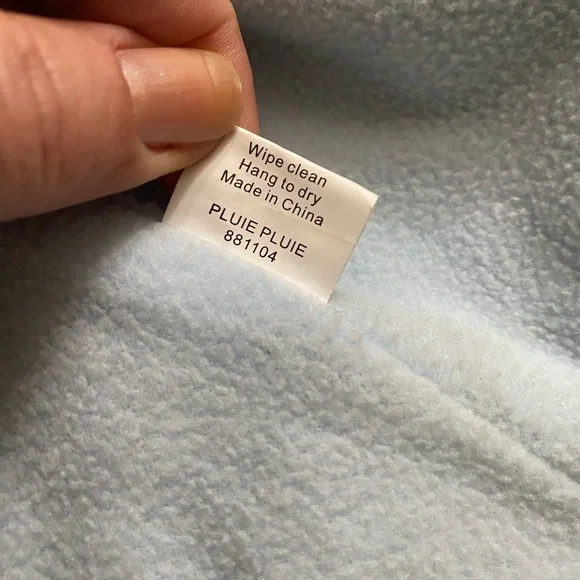 Wipe clean
Hang to dry
Made in China
PLUIE PLUIE
881104